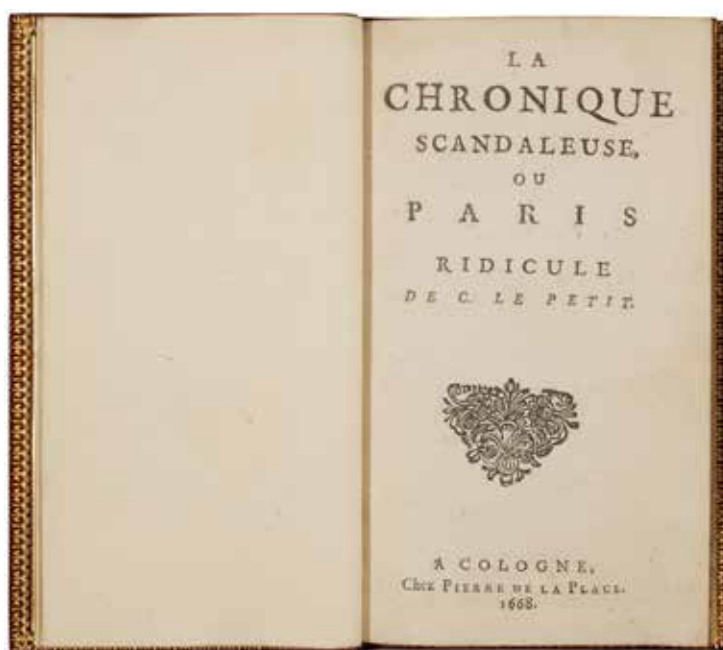 LA
CHRONIQUE
SCANDALEUSE,
OU
PARIS
RIDICULE
DE C. LE PETIT.
A COLOGNE,
Chez PIERRE DE LA PLACE.
1668.